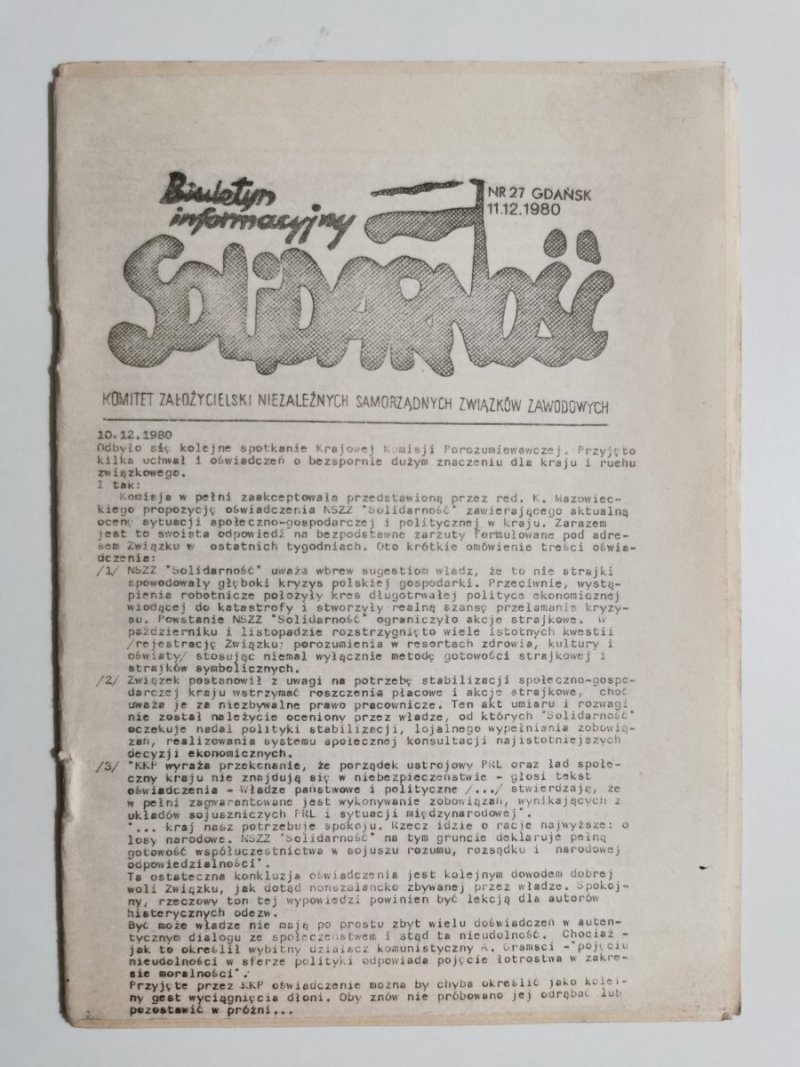 Biuletyn
informacyjny
NR 27 GDAŃSK
11.12.1980
SOLIDARNOŚĆ
KOMITET ZAŁOŻYCIELSKI NIEZALEŻNYCH SAMORZĄDNYCH ZWIĄZKÓW ZAWODOWYCH
10.12.1980
Odbyło się kolejne spotkanie Krajowej Komisji Porozumiewawczej. Przyjęto
kilka uchwał i oświadczeń o bezspornie dużym znaczeniu dla kraju i ruchu
związkowego.
I tak:
Komisja w pełni zaakceptowała przedstawioną przez red. K. Mazowiec-
kiego propozycję oświadczenia NSZZ "Solidarność" zawierającego aktualną
ocenę sytuacji społeczno-gospodarczej i politycznej w kraju. Zarazem
jest to swoista odpowiedź na bezpodstawne zarzuty formułowane pod adre-
sem Związku w ostatnich tygodniach. Oto krótkie omówienie treści oświa-
dczenia:
/1/ NSZZ "Solidarność" uważa wbrew sugestiom władz, że to nie strajki
spowodowały głęboki kryzys polskiej gospodarki. Przeciwnie, wystą-
pienia robotnicze położyły kres długotrwałej polityce ekonomicznej
wiodącej do katastrofy i stworzyły realną szansę przełamania kryzy-
su. Powstanie NSZZ "Solidarność" ograniczyło akcje strajkowe. W
październiku i listopadzie rozstrzygnięto wiele istotnych kwestii
/rejestrację Związku; porozumienia w resortach zdrowia, kultury i
oświaty/ stosując niemal wyłącznie metodę gotowości strajkowej i
strajków symbolicznych.
/2/ Związek postanowił z uwagi na potrzebę stabilizacji społeczno-gospo-
darczej kraju wstrzymać roszczenia płacowe i akcje strajkowe, choć
uważa je za niezbywalne prawo pracownicze. Ten akt umiaru i rozwagi
nie został należycie oceniony przez władze, od których "Solidarność"
oczekuje nadal polityki stabilizacji, lojalnego wypełniania zobowią-
zań, realizowania systemu społecznej konsultacji najistotniejszych
decyzji ekonomicznych.
/3/ "KKP wyraża przekonanie, że porządek ustrojowy PRL oraz ład społe-
czny kraju nie znajdują się w niebezpieczeństwie - głosi tekst
oświadczenia - Władze państwowe i polityczne /.../ stwierdzają, że
w pełni zagwarantowane jest wykonywanie zobowiązań, wynikających z
układów sojuszniczych PRL i sytuacji międzynarodowej".
"... kraj nasz potrzebuje spokoju. Rzecz idzie o racje najwyższe: o
losy narodowe. NSZZ "Solidarność" na tym gruncie deklaruje pełną
gotowość współuczestnictwa w sojuszu rozumu, rozsądku i narodowej
odpowiedzialności".
Ta ostateczna konkluzja oświadczenia jest kolejnym dowodem dobrej
woli Związku, jak dotąd nonszalancko zbywanej przez władze. Spokoj-
ny, rzeczowy ton tej wypowiedzi powinien być lekcją dla autorów
histerycznych odezw.
Być może władze nie mają po prostu zbyt wielu doświadczeń w auten-
tycznym dialogu ze społeczeństwem i stąd ta nieudolność. Chociaż -
jak to określił wybitny działacz komunistyczny A. Gramsci -"pojęciu
nieudolności w sferze polityki odpowiada pojęcie łotrostwa w zakre-
sie moralności".
Przyjęte przez KKP oświadczenie można by chyba określić jako kolej-
ny gest wyciągnięcia dłoni. Oby znów nie próbowano jej odrąbać lub
pozostawić w próżni...